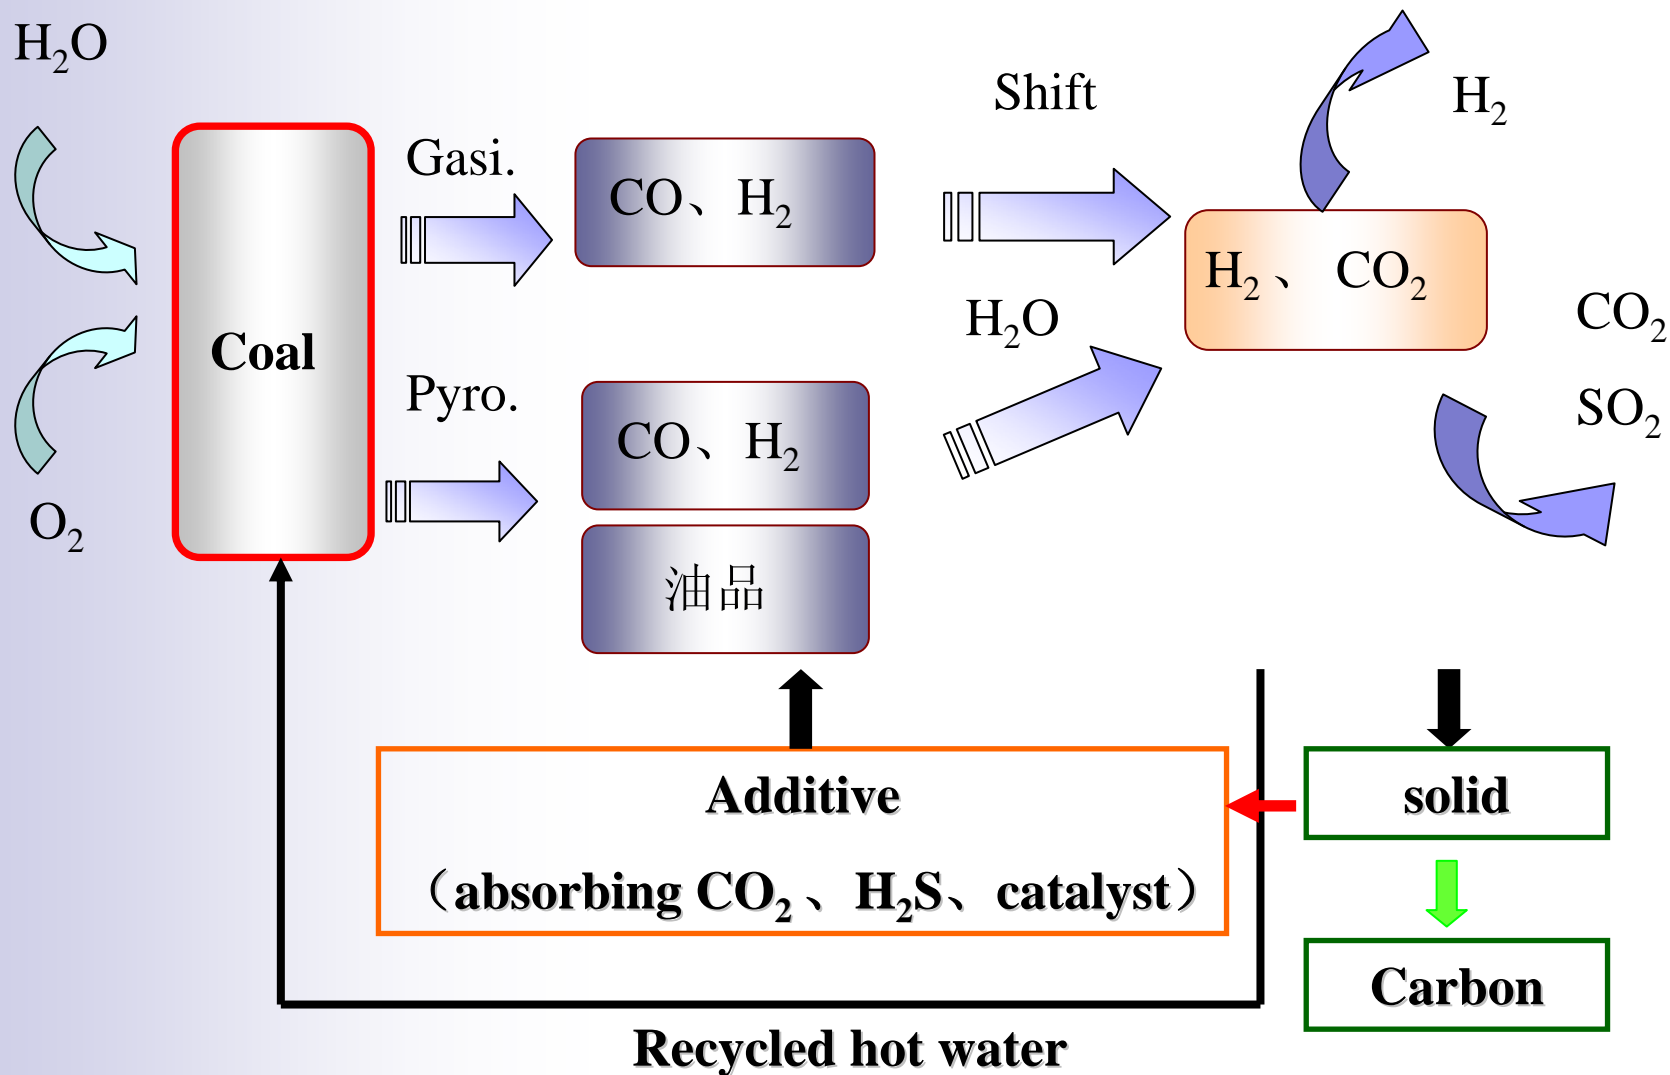 H₂O
Shift
H₂
Gasi.
CO、H₂
H₂、 CO₂
H₂O
CO₂
Coal
Pyro.
CO、H₂
SO₂
O₂
油品
Additive
solid
（absorbing CO₂、H₂S、catalyst）
Carbon
Recycled hot water